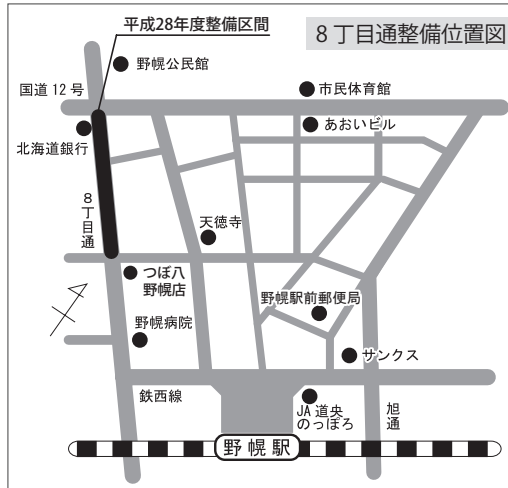 平成28年度整備区間
8丁目通整備位置図
野幌公民館
国道12号
市民体育館
あおいビル
北海道銀行
8丁目通
天徳寺
つぼ八
野幌店
野幌駅前郵便局
野幌病院
サンクス
鉄西線
JA道央
のっぽろ
旭通
野幌駅